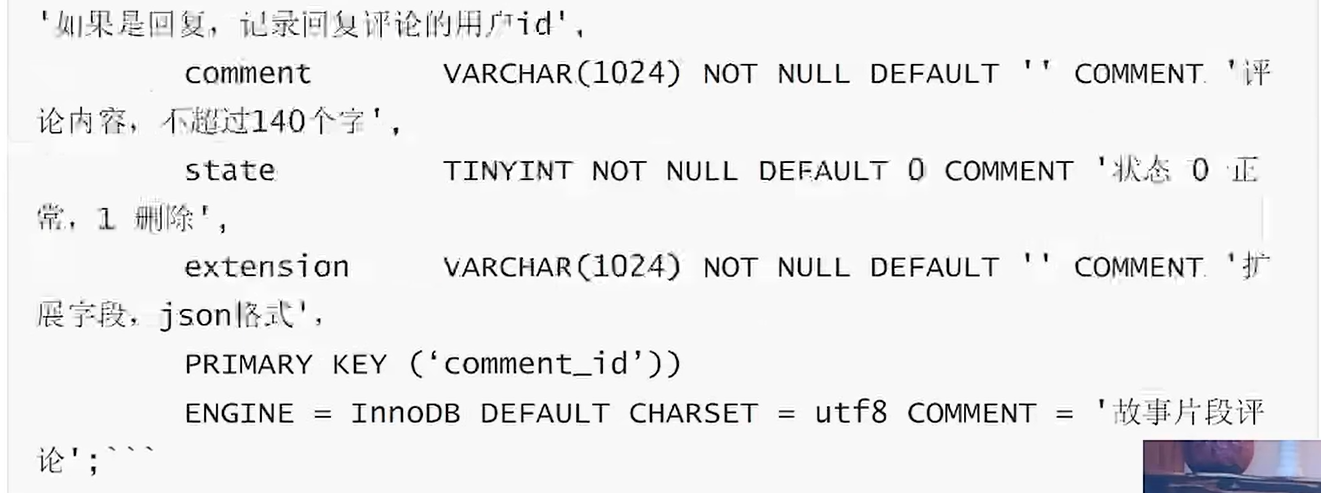 '如果是回复，记录回复评论的用户id',
comment VARCHAR(1024) NOT NULL DEFAULT '' COMMENT '评
论内容，不超过140个字',
state TINYINT NOT NULL DEFAULT 0 COMMENT '状态 0 正
常，1 删除',
extension VARCHAR(1024) NOT NULL DEFAULT '' COMMENT '扩
展字段，json格式',
PRIMARY KEY (‘comment_id’))
ENGINE = InnoDB DEFAULT CHARSET = utf8 COMMENT = '故事片段评
论';```